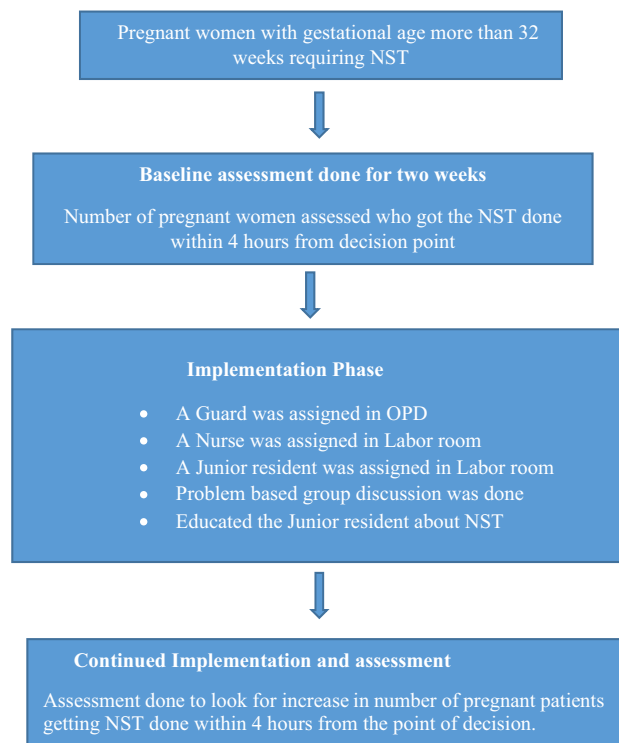 Pregnant women with gestational age more than 32
weeks requiring NST
Baseline assessment done for two weeks
Number of pregnant women assessed who got the NST done
within 4 hours from decision point
Implementation Phase
• A Guard was assigned in OPD
• A Nurse was assigned in Labor room
• A Junior resident was assigned in Labor room
• Problem based group discussion was done
• Educated the Junior resident about NST
Continued Implementation and assessment
Assessment done to look for increase in number of pregnant patients
getting NST done within 4 hours from the point of decision.